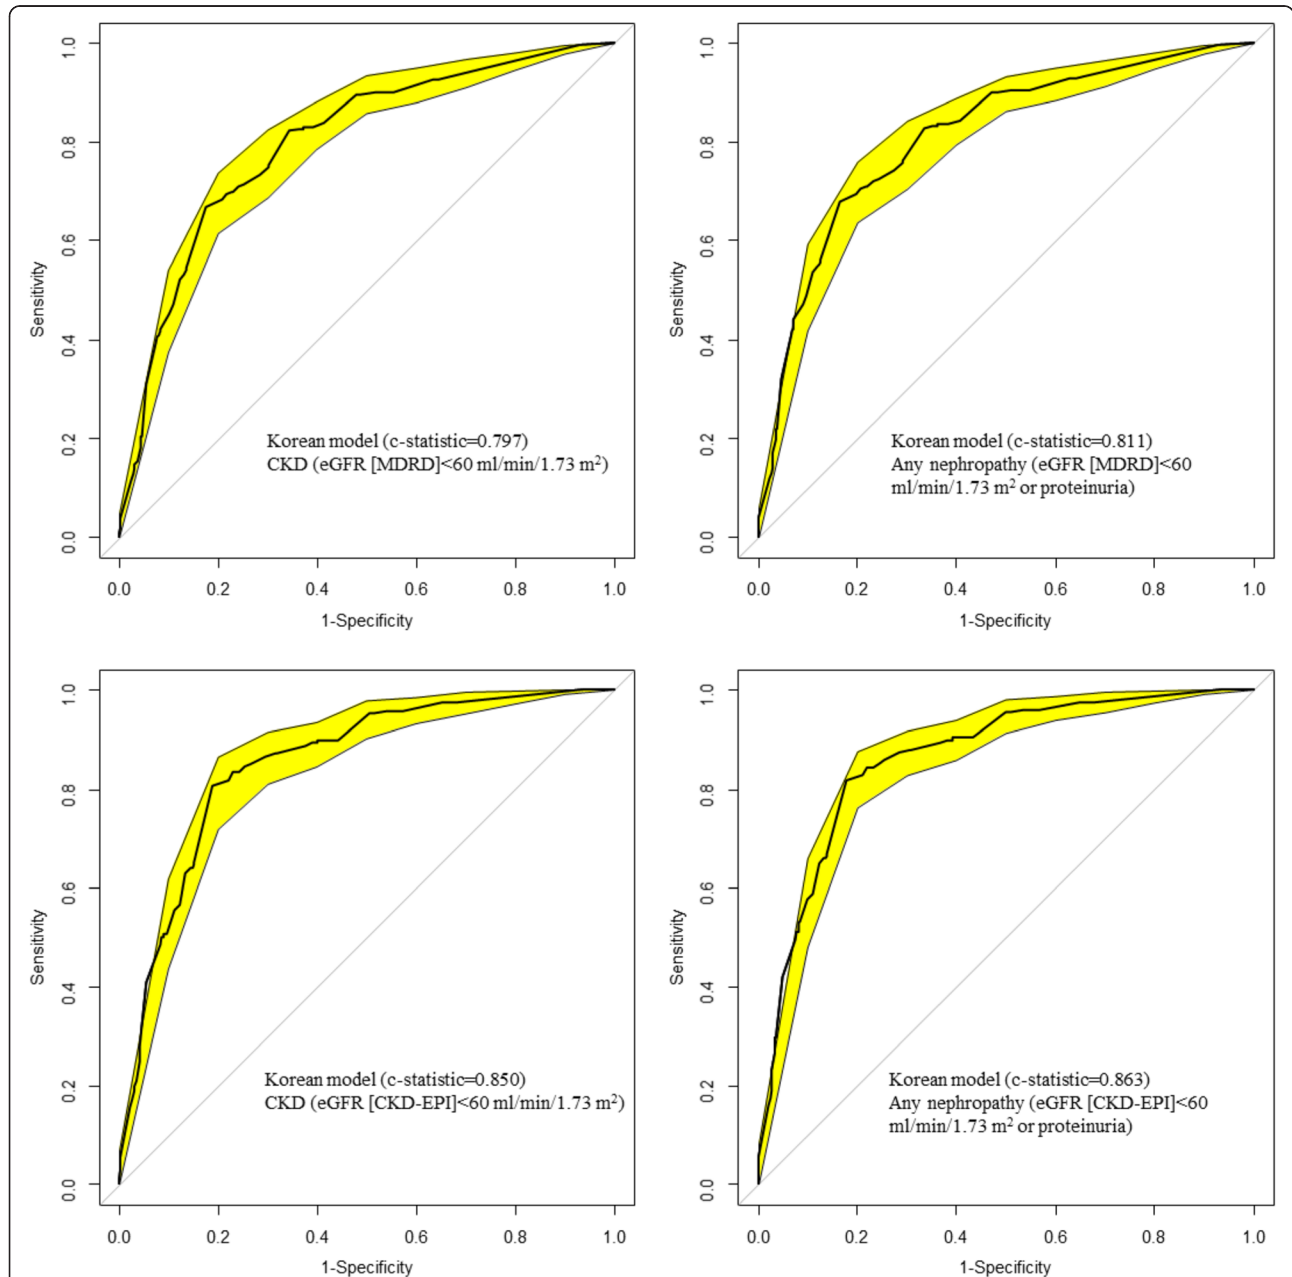 1.0
0.8
0.6
0.4
0.2
0.0
Sensitivity
Korean model (c-statistic=0.797)
CKD (eGFR [MDRD]<60 ml/min/1.73 m²)
0.0 0.2 0.4 0.6 0.8 1.0
1-Specificity
1.0
0.8
0.6
0.4
0.2
0.0
Sensitivity
Korean model (c-statistic=0.811)
Any nephropathy (eGFR [MDRD]<60
ml/min/1.73 m² or proteinuria)
0.0 0.2 0.4 0.6 0.8 1.0
1-Specificity
1.0
0.8
0.6
0.4
0.2
0.0
Sensitivity
Korean model (c-statistic=0.850)
CKD (eGFR [CKD-EPI]<60 ml/min/1.73 m²)
0.0 0.2 0.4 0.6 0.8 1.0
1-Specificity
1.0
0.8
0.6
0.4
0.2
0.0
Sensitivity
Korean model (c-statistic=0.863)
Any nephropathy (eGFR [CKD-EPI]<60
ml/min/1.73 m² or proteinuria)
0.0 0.2 0.4 0.6 0.8 1.0
1-Specificity